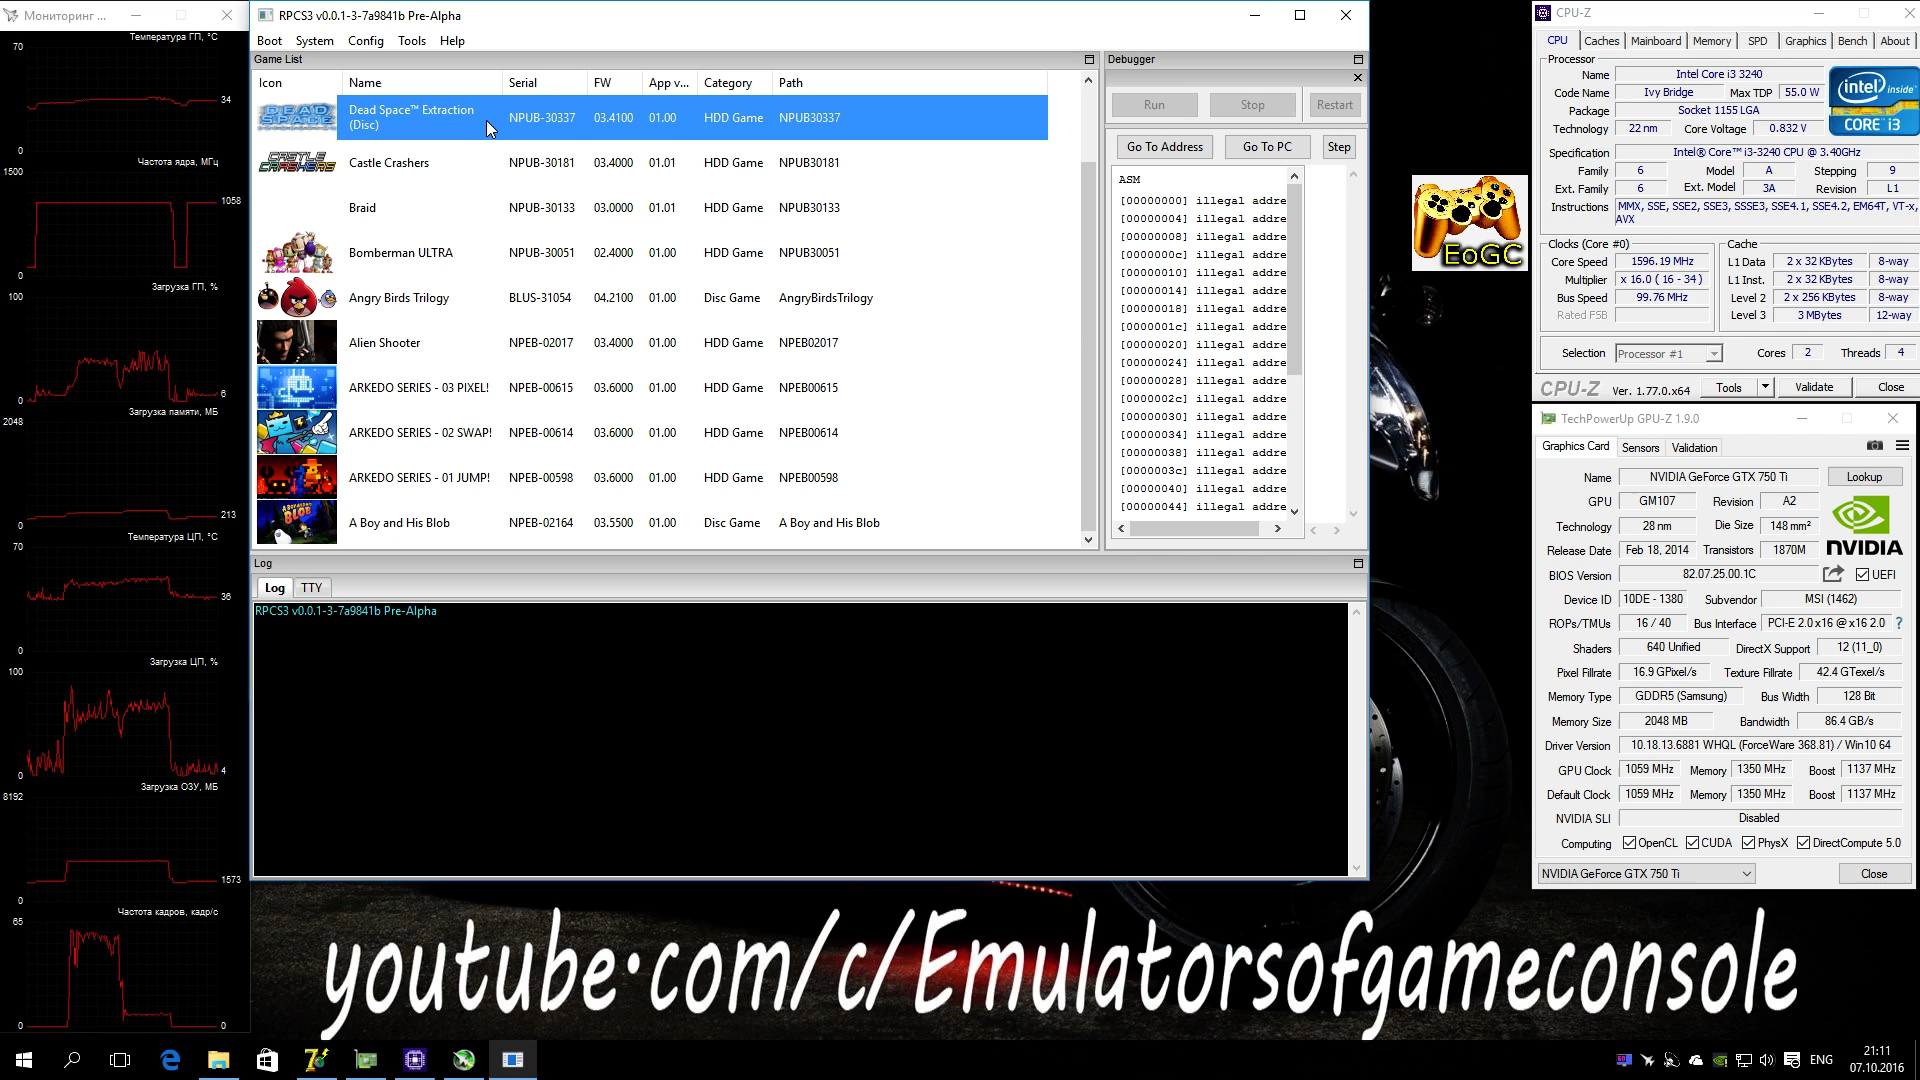 Мониторинг ...
Температура ГП, °C
70
34
0
Частота ядра, МГц
1500
1058
0
Загрузка ГП, %
100
6
0
Загрузка памяти, МБ
2048
213
0
Температура ЦП, °C
70
36
0
Загрузка ЦП, %
100
4
0
Загрузка ОЗУ, МБ
8192
1573
0
Частота кадров, кадр/с
65
0
0
RPCS3 v0.0.1-3-7a9841b Pre-Alpha
Boot System Config Tools Help
Game List
Icon Name Serial FW App v... Category Path
DEAD SPACE Dead Space™ Extraction (Disc) NPUB-30337 03.4100 01.00 HDD Game NPUB30337
CASTLE CRASHERS Castle Crashers NPUB-30181 03.4000 01.01 HDD Game NPUB30181
Braid NPUB-30133 03.0000 01.01 HDD Game NPUB30133
Bomberman ULTRA NPUB-30051 02.4000 01.00 HDD Game NPUB30051
Angry Birds Trilogy BLUS-31054 04.2100 01.00 Disc Game AngryBirdsTrilogy
Alien Shooter NPEB-02017 03.4000 01.00 HDD Game NPEB02017
ARKEDO SERIES - 03 PIXEL! NPEB-00615 03.6000 01.00 HDD Game NPEB00615
ARKEDO SERIES - 02 SWAP! NPEB-00614 03.6000 01.00 HDD Game NPEB00614
ARKEDO SERIES - 01 JUMP! NPEB-00598 03.6000 01.00 HDD Game NPEB00598
A Boy and His Blob NPEB-02164 03.5500 01.00 Disc Game A Boy and His Blob
Debugger
Run Stop Restart
Go To Address Go To PC Step
ASM
[00000000] illegal addre
[00000004] illegal addre
[00000008] illegal addre
[0000000c] illegal addre
[00000010] illegal addre
[00000014] illegal addre
[00000018] illegal addre
[0000001c] illegal addre
[00000020] illegal addre
[00000024] illegal addre
[00000028] illegal addre
[0000002c] illegal addre
[00000030] illegal addre
[00000034] illegal addre
[00000038] illegal addre
[0000003c] illegal addre
[00000040] illegal addre
[00000044] illegal addre
Log
Log TTY
RPCS3 v0.0.1-3-7a9841b Pre-Alpha
EoGC
CPU-Z
CPU Caches Mainboard Memory SPD Graphics Bench About
Processor
Name Intel Core i3 3240
Code Name Ivy Bridge Max TDP 55.0 W
Package Socket 1155 LGA
Technology 22 nm Core Voltage 0.832 V
intel inside™
CORE i3
Specification Intel® Core™ i3-3240 CPU @ 3.40GHz
Family 6 Model A Stepping 9
Ext. Family 6 Ext. Model 3A Revision L1
Instructions MMX, SSE, SSE2, SSE3, SSSE3, SSE4.1, SSE4.2, EM64T, VT-x,
AVX
Clocks (Core #0)
Core Speed 1596.19 MHz
Multiplier x 16.0 ( 16 - 34 )
Bus Speed 99.76 MHz
Rated FSB
Cache
L1 Data 2 x 32 KBytes 8-way
L1 Inst. 2 x 32 KBytes 8-way
Level 2 2 x 256 KBytes 8-way
Level 3 3 MBytes 12-way
Selection Processor #1 Cores 2 Threads 4
CPU-Z Ver. 1.77.0.x64 Tools Validate Close
TechPowerUp GPU-Z 1.9.0
Graphics Card Sensors Validation
Name NVIDIA GeForce GTX 750 Ti Lookup
GPU GM107 Revision A2
Technology 28 nm Die Size 148 mm²
Release Date Feb 18, 2014 Transistors 1870M
NVIDIA
BIOS Version 82.07.25.00.1C UEFI
Device ID 10DE - 1380 Subvendor MSI (1462)
ROPs/TMUs 16 / 40 Bus Interface PCI-E 2.0 x16 @ x16 2.0 ?
Shaders 640 Unified DirectX Support 12 (11_0)
Pixel Fillrate 16.9 GPixel/s Texture Fillrate 42.4 GTexel/s
Memory Type GDDR5 (Samsung) Bus Width 128 Bit
Memory Size 2048 MB Bandwidth 86.4 GB/s
Driver Version 10.18.13.6881 WHQL (ForceWare 368.81) / Win10 64
GPU Clock 1059 MHz Memory 1350 MHz Boost 1137 MHz
Default Clock 1059 MHz Memory 1350 MHz Boost 1137 MHz
NVIDIA SLI Disabled
Computing OpenCL CUDA PhysX DirectCompute 5.0
NVIDIA GeForce GTX 750 Ti Close
youtube.com/c/Emulatorsofgameconsole
ENG
21:11
07.10.2016